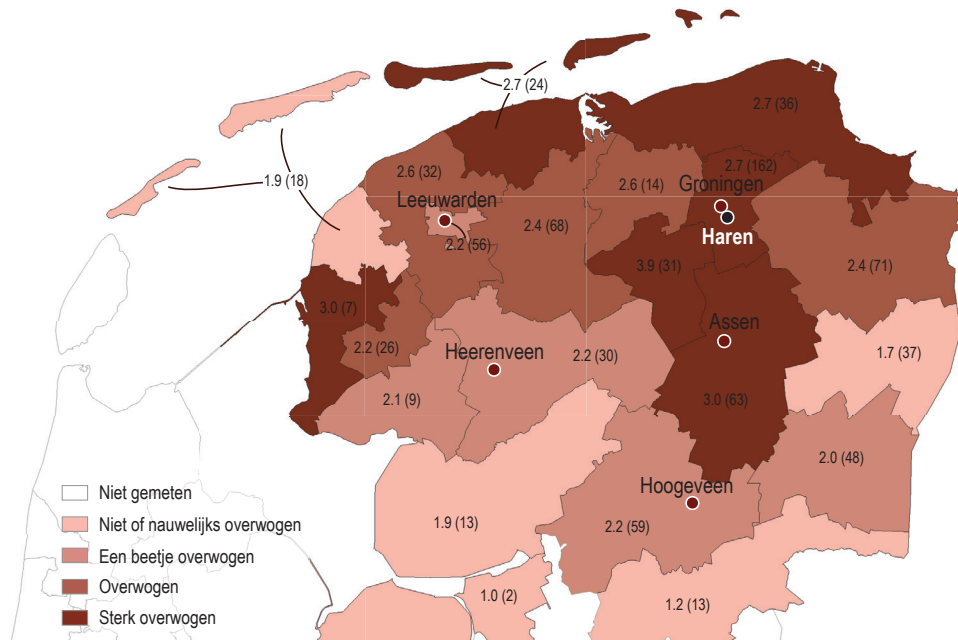 2.7 (24)
2.7 (36)
1.9 (18)
2.6 (32)
2.6 (14)
2.7 (162)
Groningen
Leeuwarden
Haren
2.2 (56)
2.4 (68)
3.9 (31)
2.4 (71)
3.0 (7)
Assen
2.2 (26)
Heerenveen
2.2 (30)
1.7 (37)
2.1 (9)
3.0 (63)
2.0 (48)
Hoogeveen
1.9 (13)
2.2 (59)
1.0 (2)
1.2 (13)
Niet gemeten
Niet of nauwelijks overwogen
Een beetje overwogen
Overwogen
Sterk overwogen